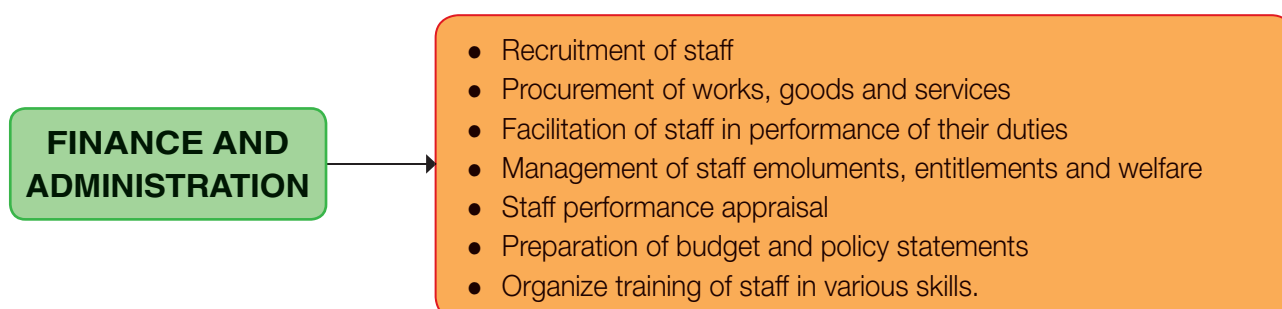 FINANCE AND
ADMINISTRATION
● Recruitment of staff
● Procurement of works, goods and services
● Facilitation of staff in performance of their duties
● Management of staff emoluments, entitlements and welfare
● Staff performance appraisal
● Preparation of budget and policy statements
● Organize training of staff in various skills.